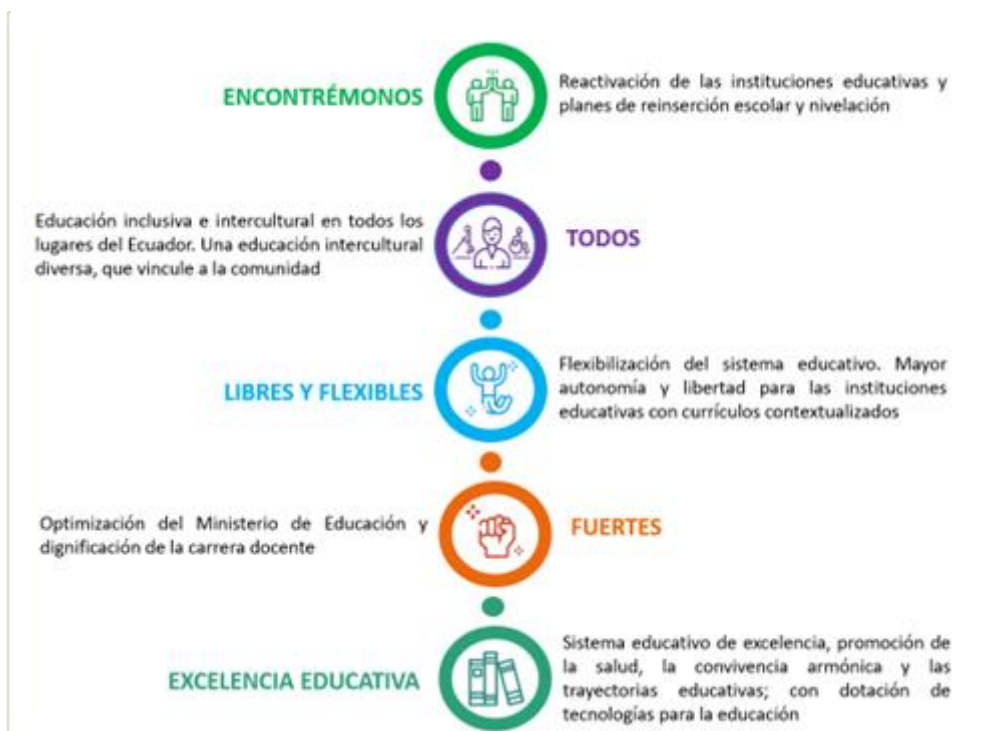 ENCONTRÉMONOS
Reactivación de las instituciones educativas y
planes de reinserción escolar y nivelación
Educación inclusiva e intercultural en todos los
lugares del Ecuador. Una educación intercultural
diversa, que vincule a la comunidad
TODOS
LIBRES Y FLEXIBLES
Flexibilización del sistema educativo. Mayor
autonomía y libertad para las instituciones
educativas con currículos contextualizados
Optimización del Ministerio de Educación y
dignificación de la carrera docente
FUERTES
EXCELENCIA EDUCATIVA
Sistema educativo de excelencia, promoción de
la salud, la convivencia armónica y las
trayectorias educativas; con dotación de
tecnologías para la educación